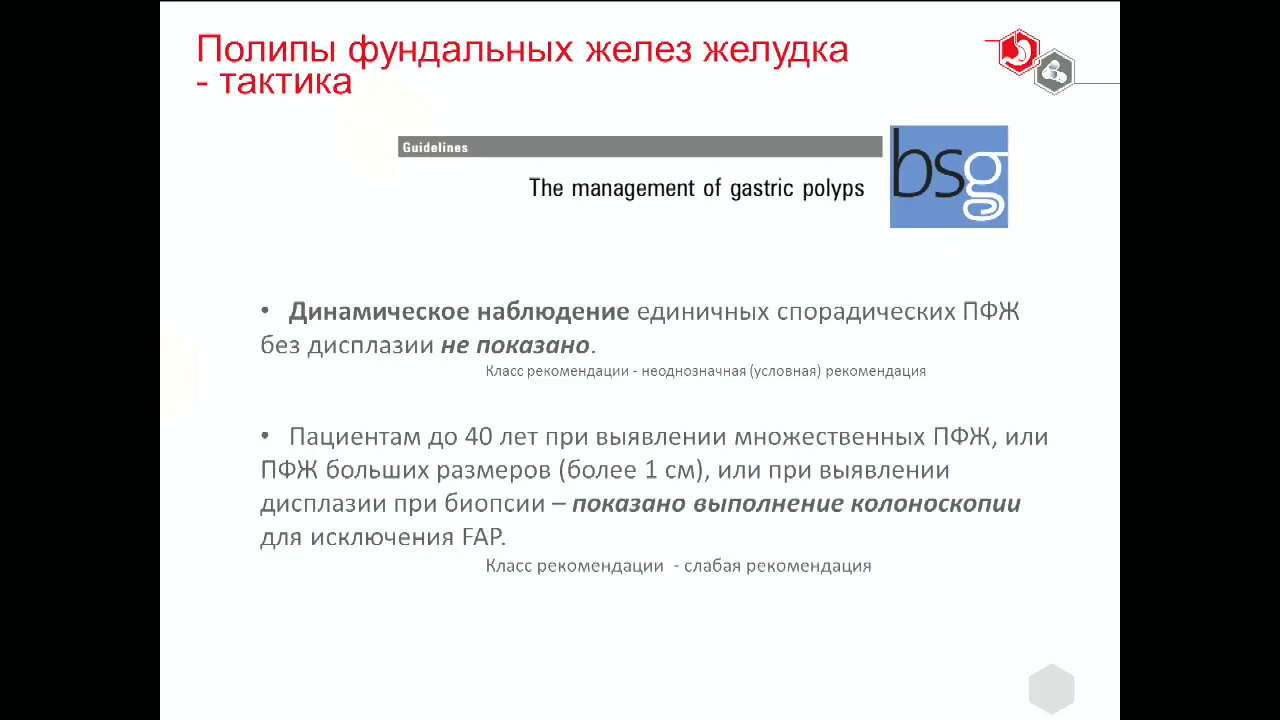 Полипы фундальных желез желудка
- тактика
Guidelines
The management of gastric polyps
bsg
• Динамическое наблюдение единичных спорадических ПФЖ
без дисплазии не показано.
Класс рекомендации - неоднозначная (условная) рекомендация
• Пациентам до 40 лет при выявлении множественных ПФЖ, или
ПФЖ больших размеров (более 1 см), или при выявлении
дисплазии при биопсии – показано выполнение колоноскопии
для исключения FAP.
Класс рекомендации - слабая рекомендация